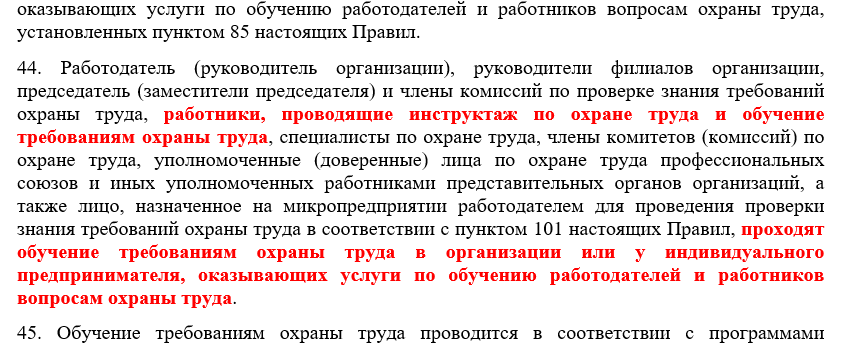 оказывающих услуги по обучению работодателей и работников вопросам охраны труда,
установленных пунктом 85 настоящих Правил.
44. Работодатель (руководитель организации), руководители филиалов организации,
председатель (заместители председателя) и члены комиссий по проверке знания требований
охраны труда, работники, проводящие инструктаж по охране труда и обучение
требованиям охраны труда, специалисты по охране труда, члены комитетов (комиссий) по
охране труда, уполномоченные (доверенные) лица по охране труда профессиональных
союзов и иных уполномоченных работниками представительных органов организаций, а
также лицо, назначенное на микропредприятии работодателем для проведения проверки
знания требований охраны труда в соответствии с пунктом 101 настоящих Правил, проходят
обучение требованиям охраны труда в организации или у индивидуального
предпринимателя, оказывающих услуги по обучению работодателей и работников
вопросам охраны труда.
45. Обучение требованиям охраны труда проводится в соответствии с программами